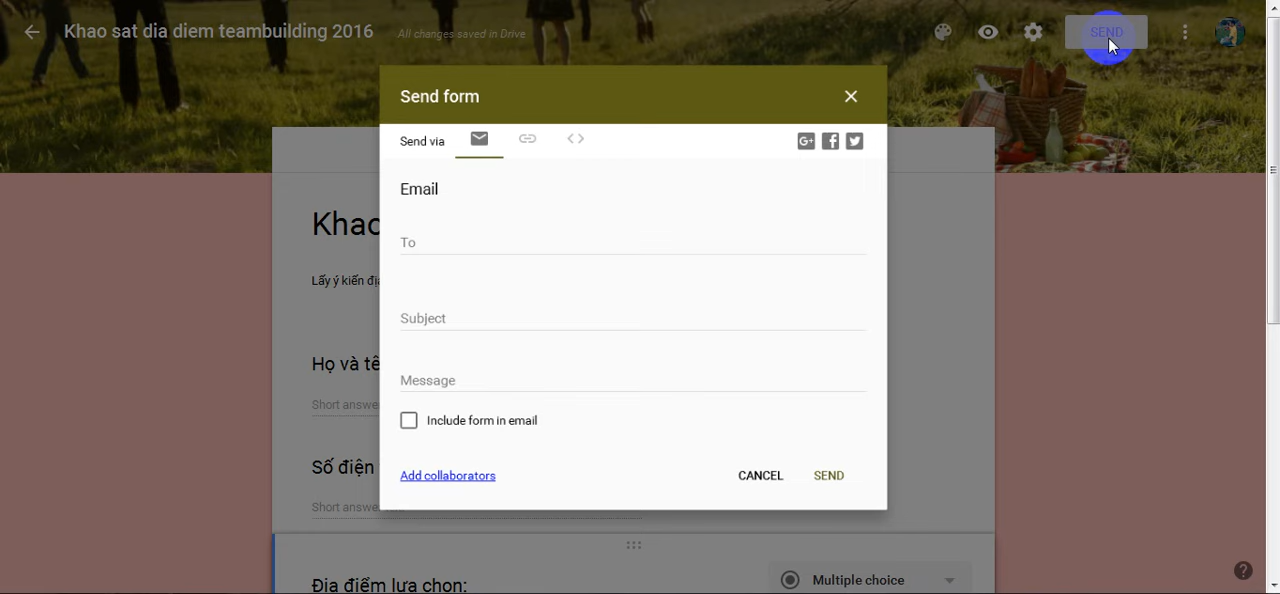 Khao sat dia diem teambuilding 2016
All changes saved in Drive
SEND
Send form
Send via
G+
Email
Khao
To
Lấy ý kiến đị
Subject
Họ và tê
Message
Short answe
Include form in email
Số điện
Add collaborators
CANCEL
SEND
Short answe
Địa điểm lựa chọn:
Multiple choice